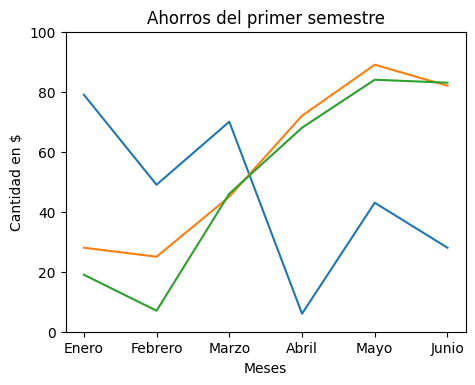 Ahorros del primer semestre
Cantidad en $
100
80
60
40
20
0
Enero Febrero Marzo Abril Mayo Junio
Meses